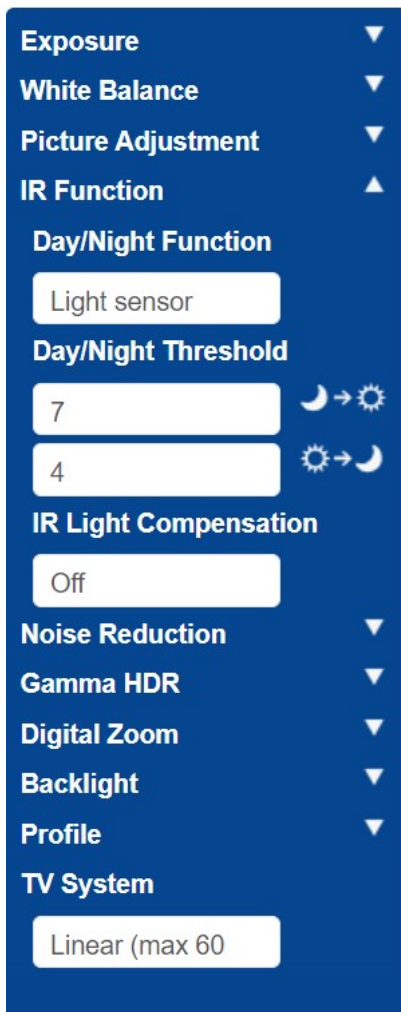 Exposure
White Balance
Picture Adjustment
IR Function
Day/Night Function
Light sensor
Day/Night Threshold
7
4
IR Light Compensation
Off
Noise Reduction
Gamma HDR
Digital Zoom
Backlight
Profile
TV System
Linear (max 60